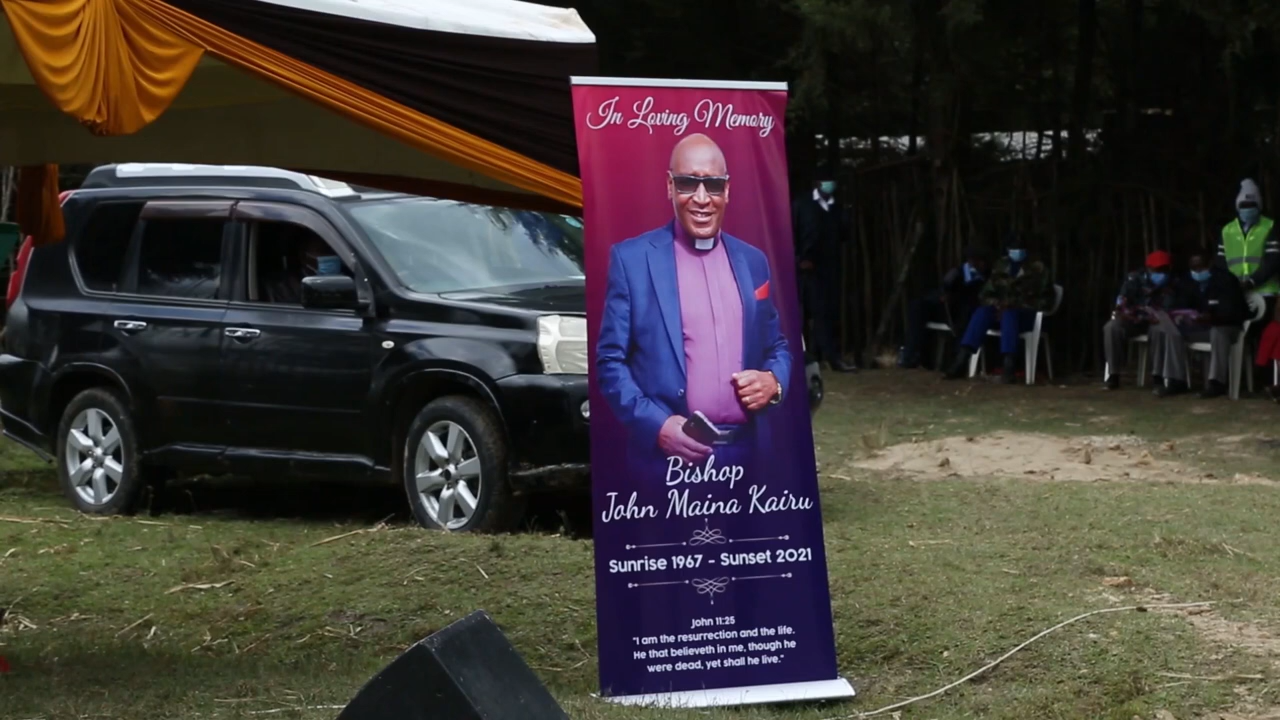 In Loving Memory
Bishop
John Maina Kairu
Sunrise 1967 - Sunset 2021
John 11:25
"I am the resurrection and the life.
He that believeth in me, though he
were dead, yet shall he live."